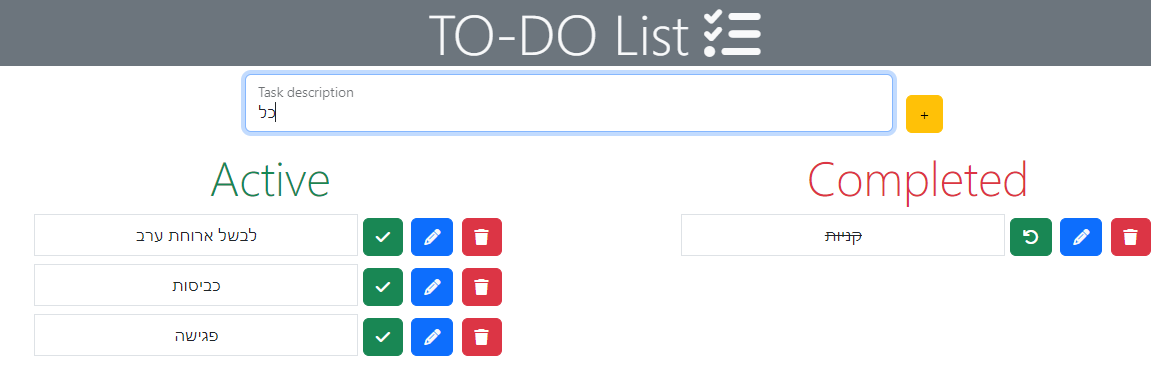 TO-DO List
Task description
כל
+
Active
Completed
לבשל ארוחת ערב
קניות
כביסות
פגישה